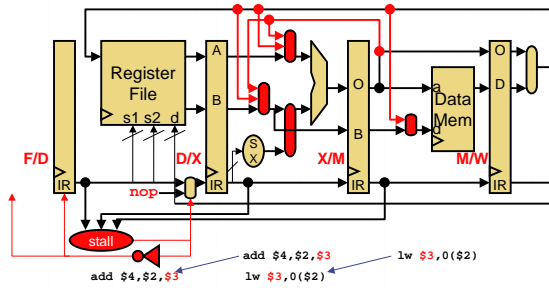 A
O
O
Register
File
B
Data
Mem
a
d
D
B
s1 s2 d
S
X
F/D
D/X
X/M
M/W
IR
IR
IR
IR
nop
stall
add $4,$2,$3
lw $3,0($2)
add $4,$2,$3
lw $3,0($2)